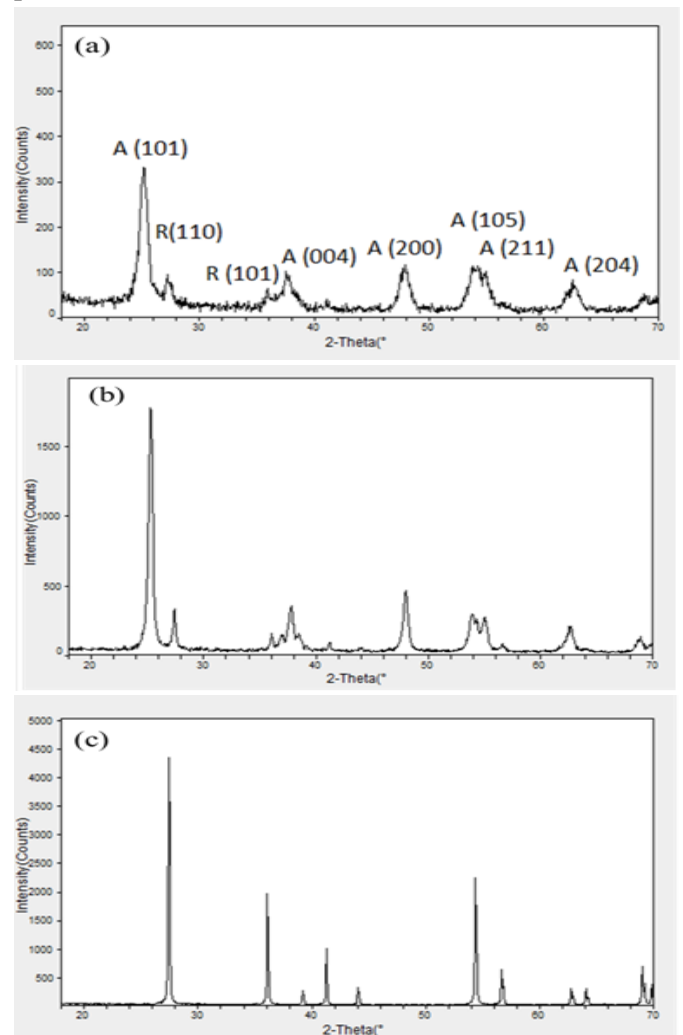 (a)
600
500
400
300
200
100
0
Intensity(Counts)
A (101)
R(110)
R (101)
A (004)
A (200)
A (105)
A (211)
A (204)
20 30 40 50 60 70
2-Theta(°
(b)
1500
1000
500
0
Intensity(Counts)
20 30 40 50 60 70
2-Theta(°
(c)
5000
4500
4000
3500
3000
2500
2000
1500
1000
500
Intensity(Counts)
20 30 40 50 60 70
2-Theta(°